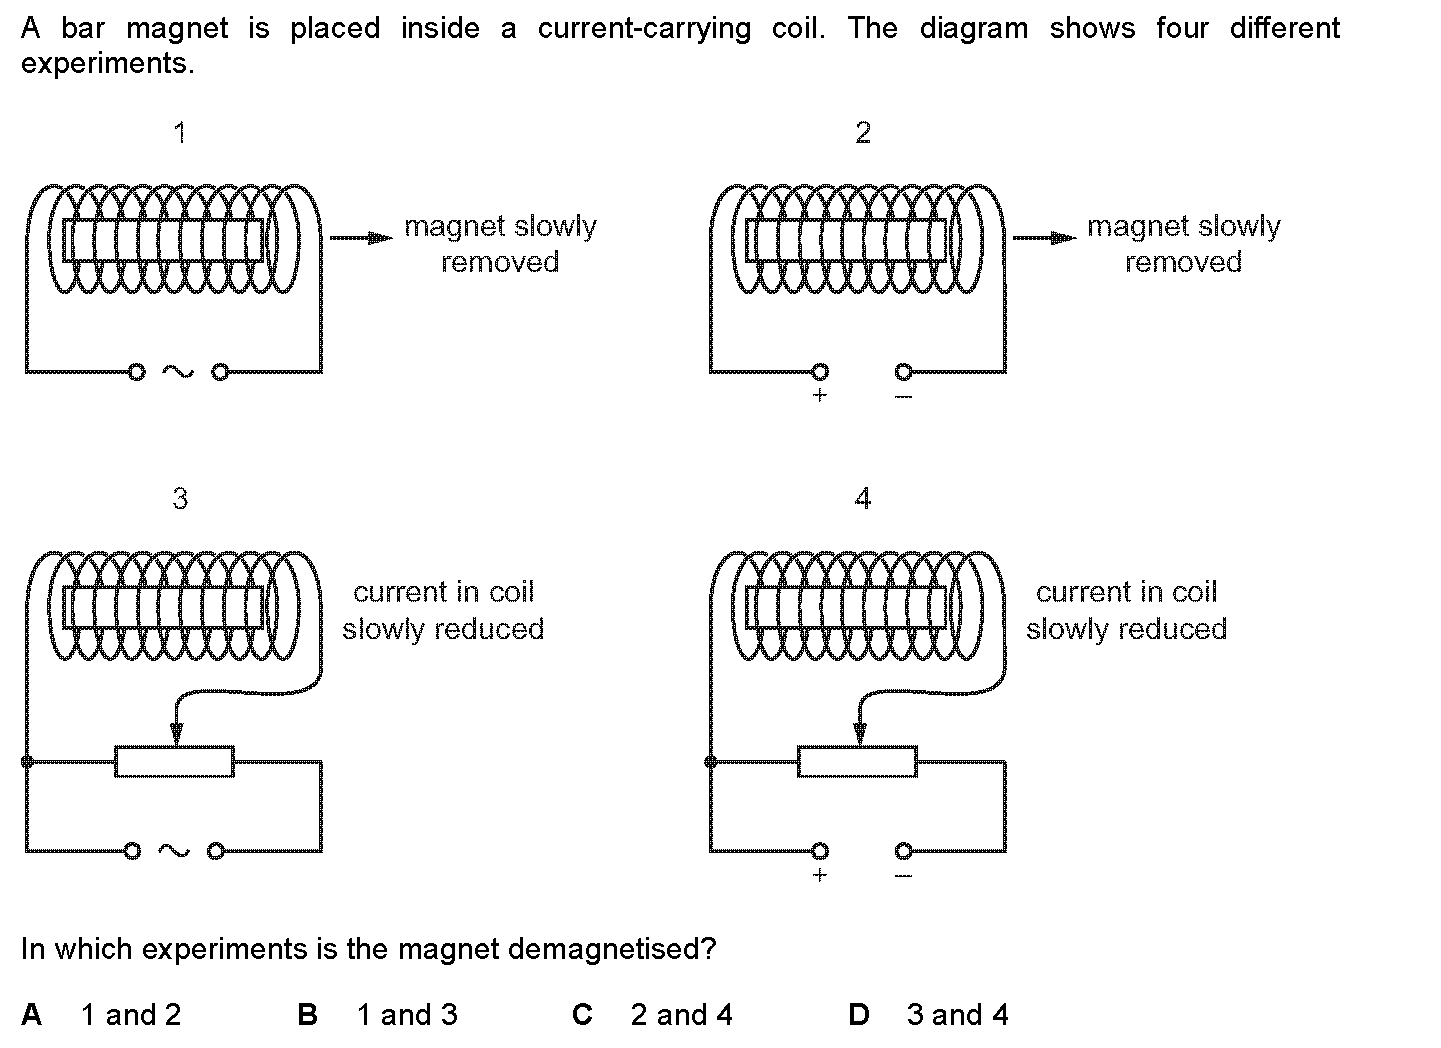 A bar magnet is placed inside a current-carrying coil. The diagram shows four different
experiments.
1
magnet slowly
removed
2
magnet slowly
removed
+ –
3
current in coil
slowly reduced
4
current in coil
slowly reduced
+ –
In which experiments is the magnet demagnetised?
A 1 and 2 B 1 and 3 C 2 and 4 D 3 and 4